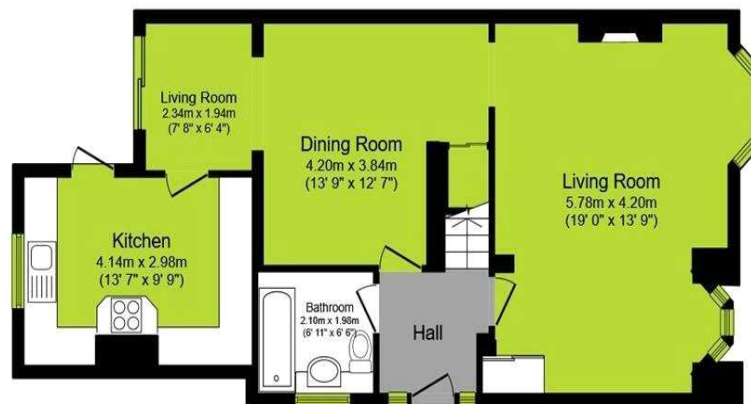 Living Room
2.34m x 1.94m
(7' 8" x 6' 4")
Dining Room
4.20m x 3.84m
(13' 9" x 12' 7")
Living Room
5.78m x 4.20m
(19' 0" x 13' 9")
Kitchen
4.14m x 2.98m
(13' 7" x 9' 9")
Bathroom
2.10m x 1.98m
(6' 11" x 6' 6")
Hall